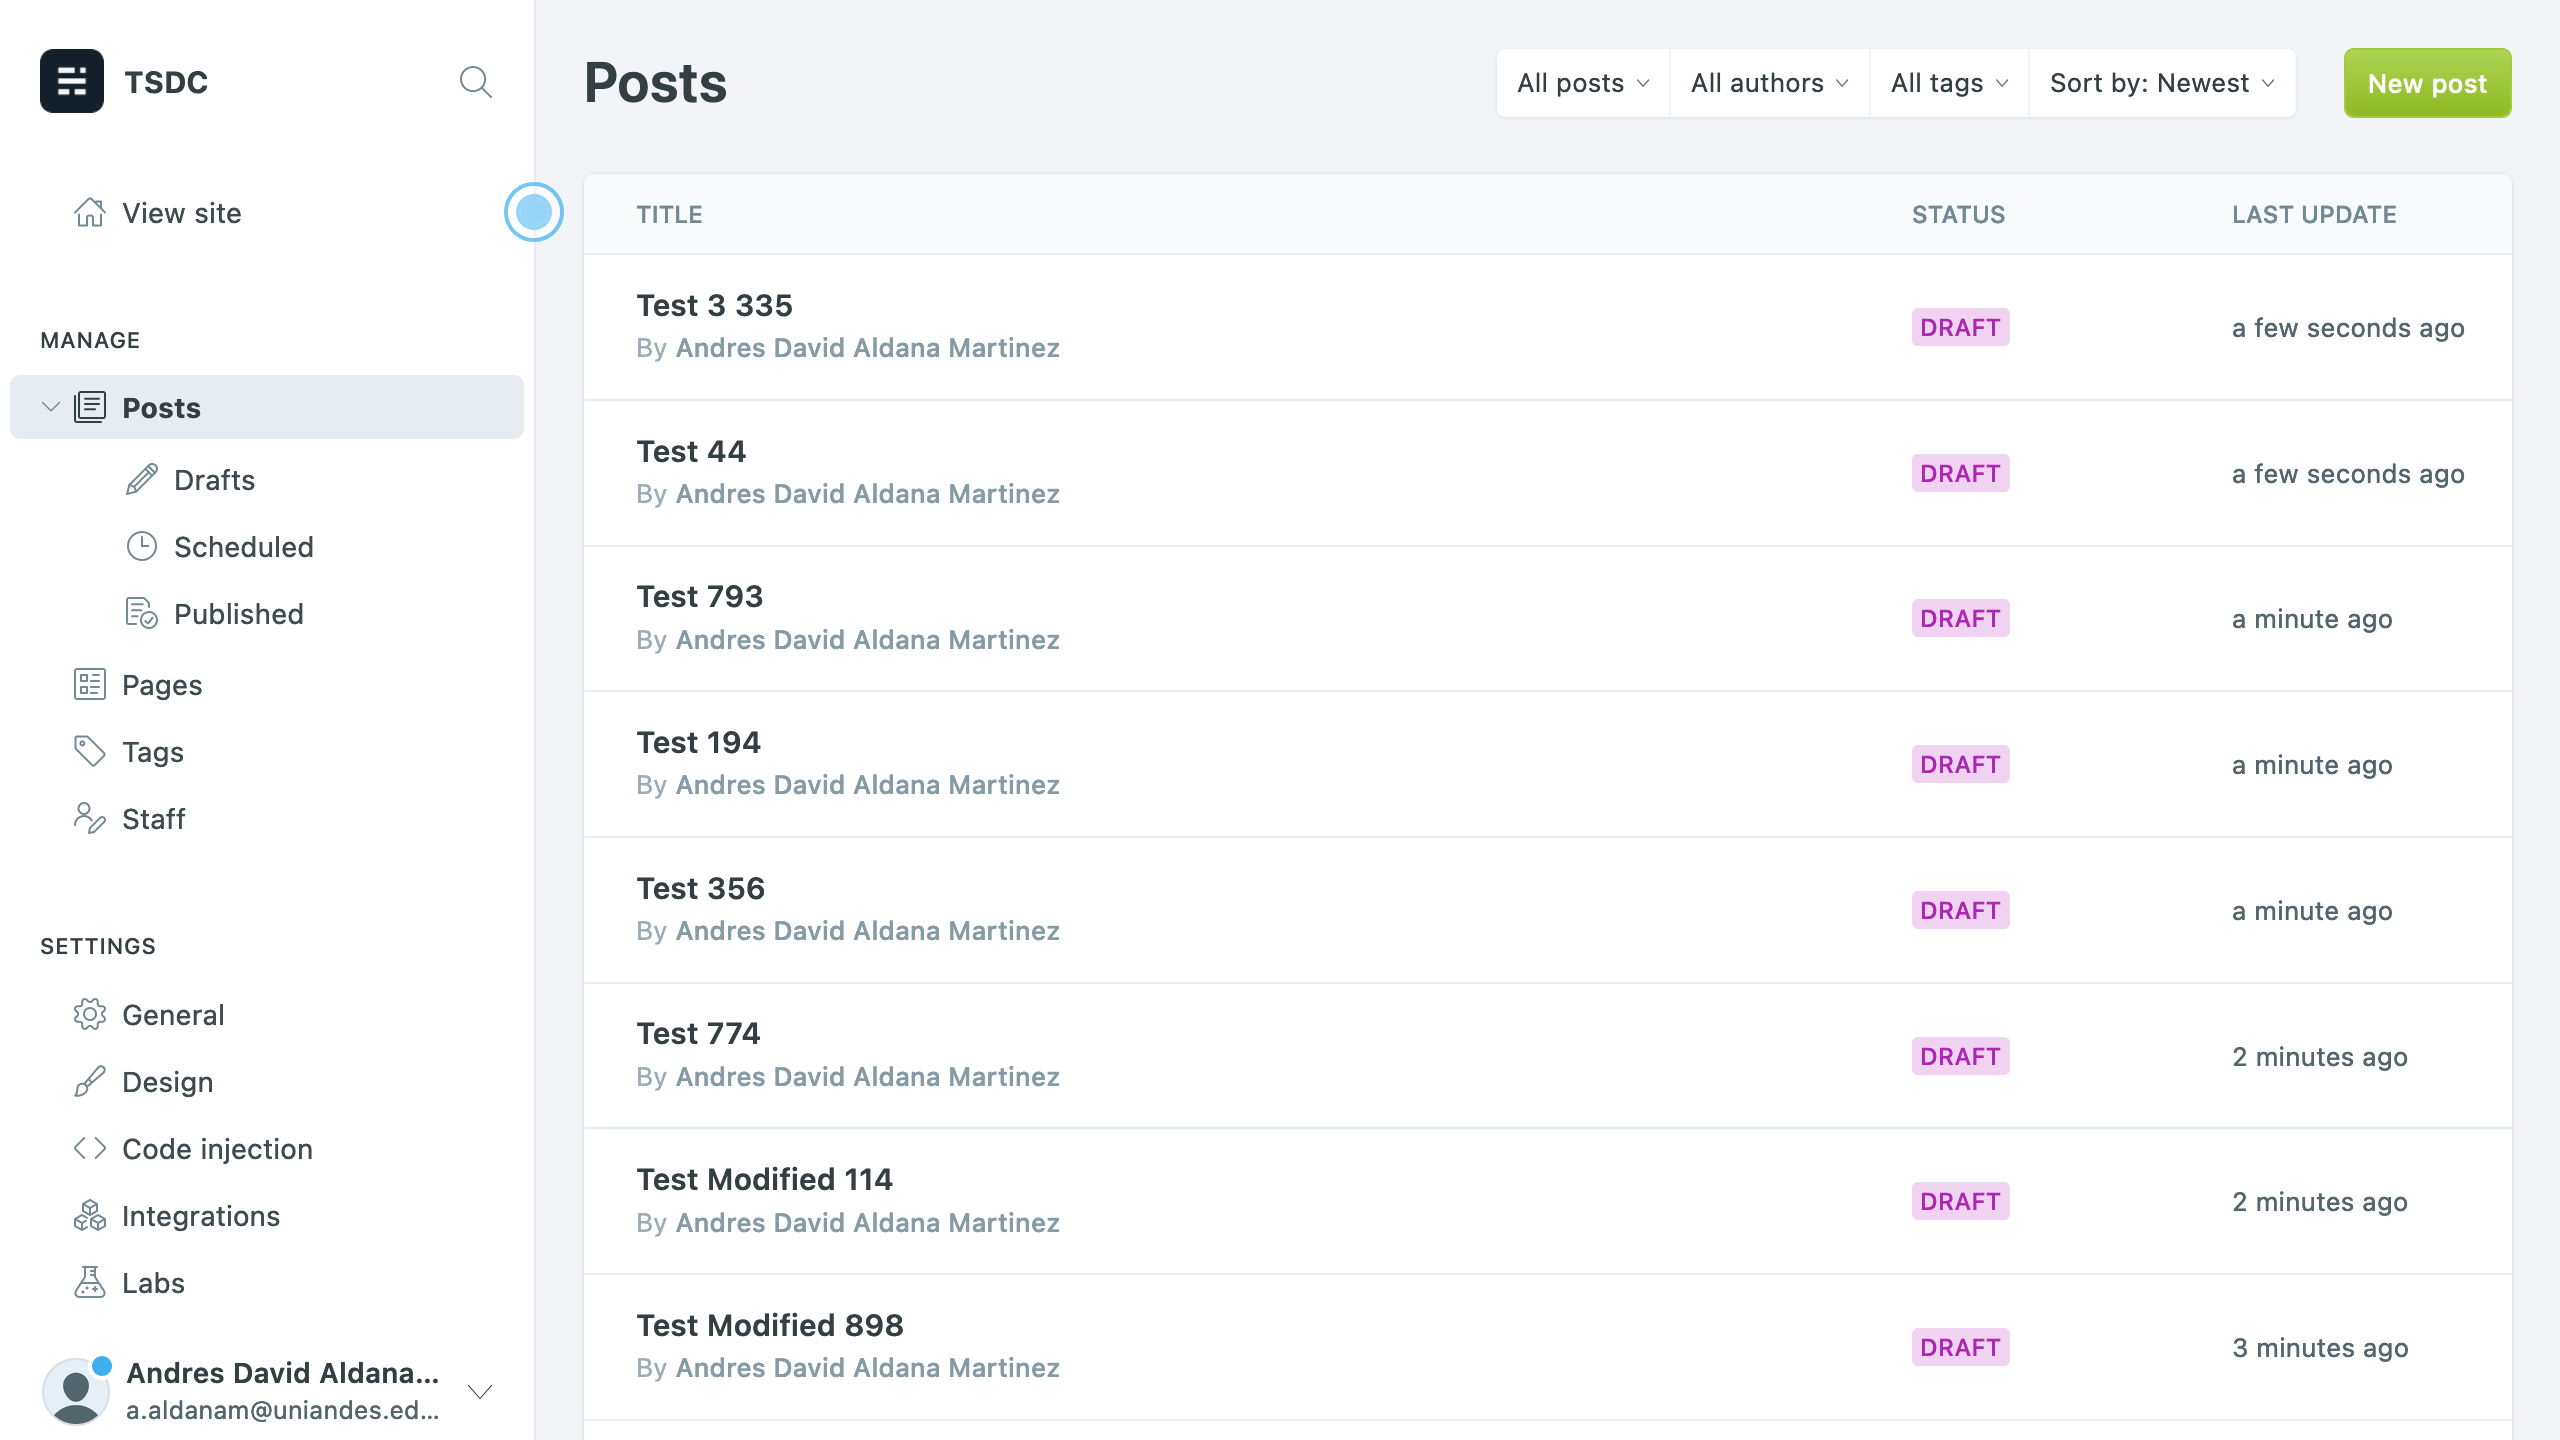 TSDC
View site
MANAGE
Posts
Drafts
Scheduled
Published
Pages
Tags
Staff
SETTINGS
General
Design
Code injection
Integrations
Labs
Andres David Aldana...
a.aldanam@uniandes.ed...
Posts
All posts
All authors
All tags
Sort by: Newest
New post
TITLE STATUS LAST UPDATE
Test 3 335
By Andres David Aldana Martinez
DRAFT
a few seconds ago
Test 44
By Andres David Aldana Martinez
DRAFT
a few seconds ago
Test 793
By Andres David Aldana Martinez
DRAFT
a minute ago
Test 194
By Andres David Aldana Martinez
DRAFT
a minute ago
Test 356
By Andres David Aldana Martinez
DRAFT
a minute ago
Test 774
By Andres David Aldana Martinez
DRAFT
2 minutes ago
Test Modified 114
By Andres David Aldana Martinez
DRAFT
2 minutes ago
Test Modified 898
By Andres David Aldana Martinez
DRAFT
3 minutes ago